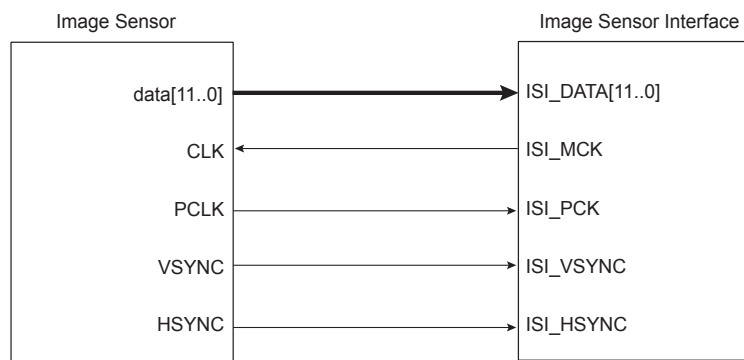 Image Sensor
Image Sensor Interface
data[11..0]
ISI_DATA[11..0]
CLK
ISI_MCK
PCLK
ISI_PCK
VSYNC
ISI_VSYNC
HSYNC
ISI_HSYNC